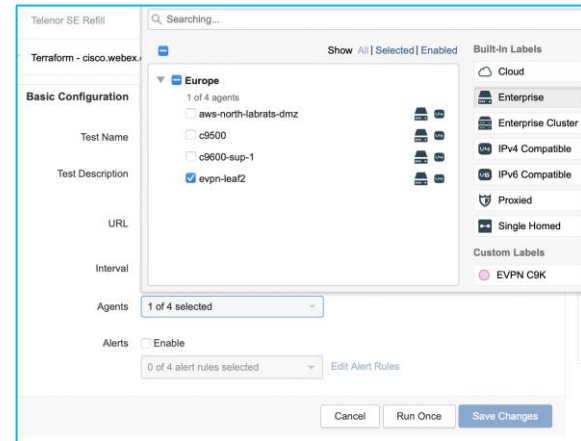 Telenor SE Refill
Searching...
Terraform - cisco.webex.
Show All | Selected | Enabled
Europe
1 of 4 agents
aws-north-labrats-dmz
c9500
c9600-sup-1
evpn-leaf2
Built-In Labels
Cloud
Enterprise
Enterprise Cluster
V4 IPv4 Compatible
V6 IPv6 Compatible
Proxied
Single Homed
Custom Labels
EVPN C9K
Basic Configuration
Test Name
Test Description
URL
Interval
Agents 1 of 4 selected
Alerts Enable
0 of 4 alert rules selected Edit Alert Rules
Cancel Run Once Save Changes